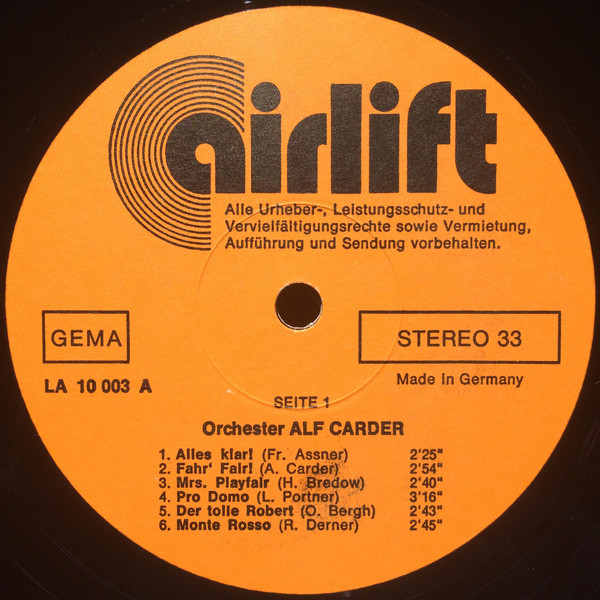 airlift
Alle Urheber-, Leistungsschutz- und
Vervielfältigungsrechte sowie Vermietung,
Aufführung und Sendung vorbehalten.
GEMA
STEREO 33
LA 10 003 A
Made in Germany
SEITE 1
Orchester ALF CARDER
1. Alles klar! (Fr. Assner) 2'25"
2. Fahr' Fair! (A. Carder) 2'54"
3. Mrs. Playfair (H. Bredow) 2'40"
4. Pro Domo (L. Portner) 3'16"
5. Der tolle Robert (O. Bergh) 2'43"
6. Monte Rosso (R. Derner) 2'45"